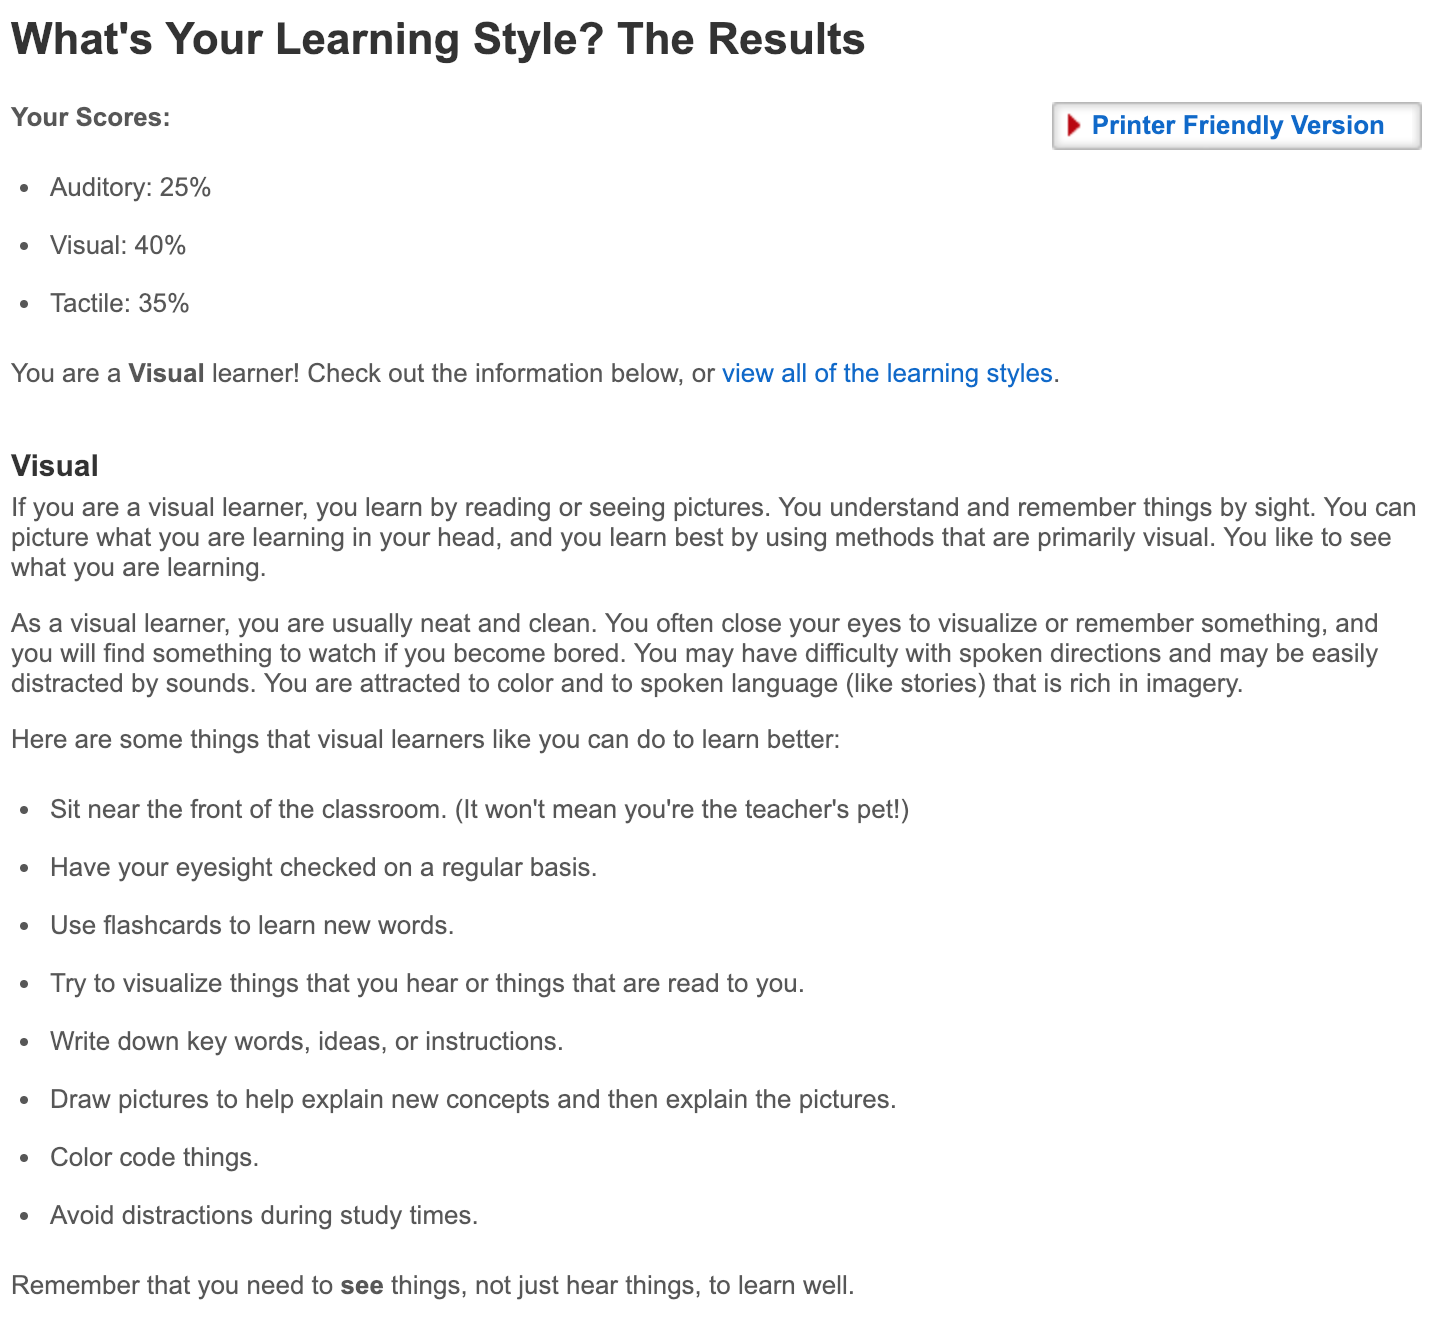 What's Your Learning Style? The Results
Your Scores:
Printer Friendly Version
• Auditory: 25%
• Visual: 40%
• Tactile: 35%
You are a Visual learner! Check out the information below, or view all of the learning styles.
Visual
If you are a visual learner, you learn by reading or seeing pictures. You understand and remember things by sight. You can
picture what you are learning in your head, and you learn best by using methods that are primarily visual. You like to see
what you are learning.
As a visual learner, you are usually neat and clean. You often close your eyes to visualize or remember something, and
you will find something to watch if you become bored. You may have difficulty with spoken directions and may be easily
distracted by sounds. You are attracted to color and to spoken language (like stories) that is rich in imagery.
Here are some things that visual learners like you can do to learn better:
• Sit near the front of the classroom. (It won't mean you're the teacher's pet!)
• Have your eyesight checked on a regular basis.
• Use flashcards to learn new words.
• Try to visualize things that you hear or things that are read to you.
• Write down key words, ideas, or instructions.
• Draw pictures to help explain new concepts and then explain the pictures.
• Color code things.
• Avoid distractions during study times.
Remember that you need to see things, not just hear things, to learn well.